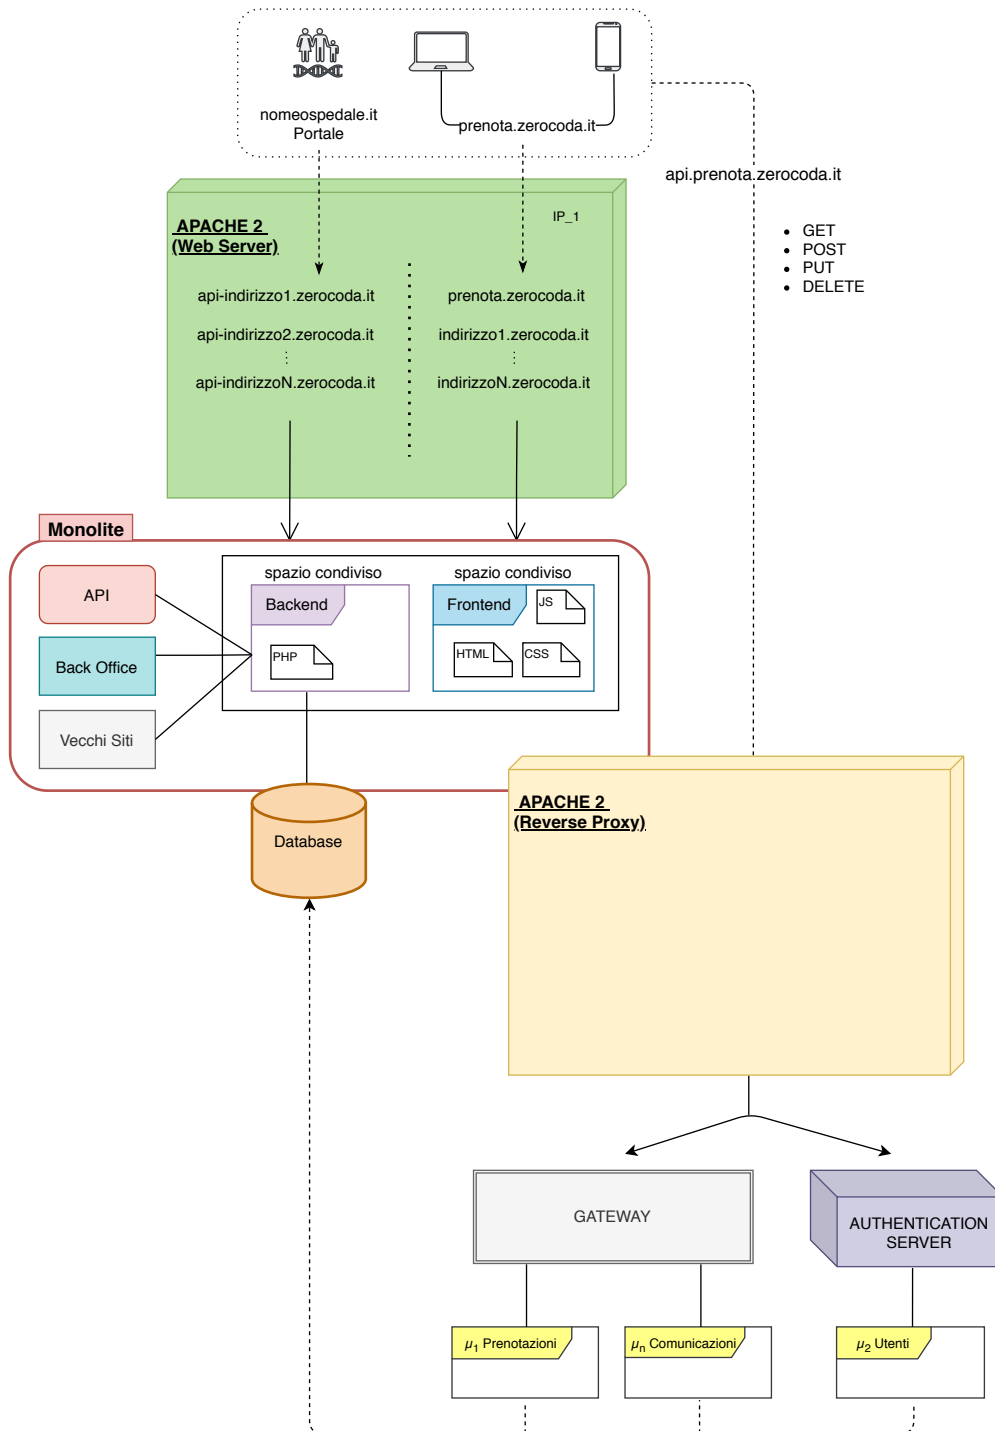 nomeospedale.it
Portale
prenota.zerocoda.it
api.prenota.zerocoda.it
• GET
• POST
• PUT
• DELETE
APACHE 2
(Web Server)
IP_1
api-indirizzo1.zerocoda.it
prenota.zerocoda.it
api-indirizzo2.zerocoda.it
indirizzo1.zerocoda.it
api-indirizzoN.zerocoda.it
indirizzoN.zerocoda.it
Monolite
API
Back Office
Vecchi Siti
spazio condiviso
Backend
PHP
spazio condiviso
Frontend
JS
HTML
CSS
Database
APACHE 2
(Reverse Proxy)
GATEWAY
AUTHENTICATION
SERVER
μ1 Prenotazioni
μn Comunicazioni
μ2 Utenti